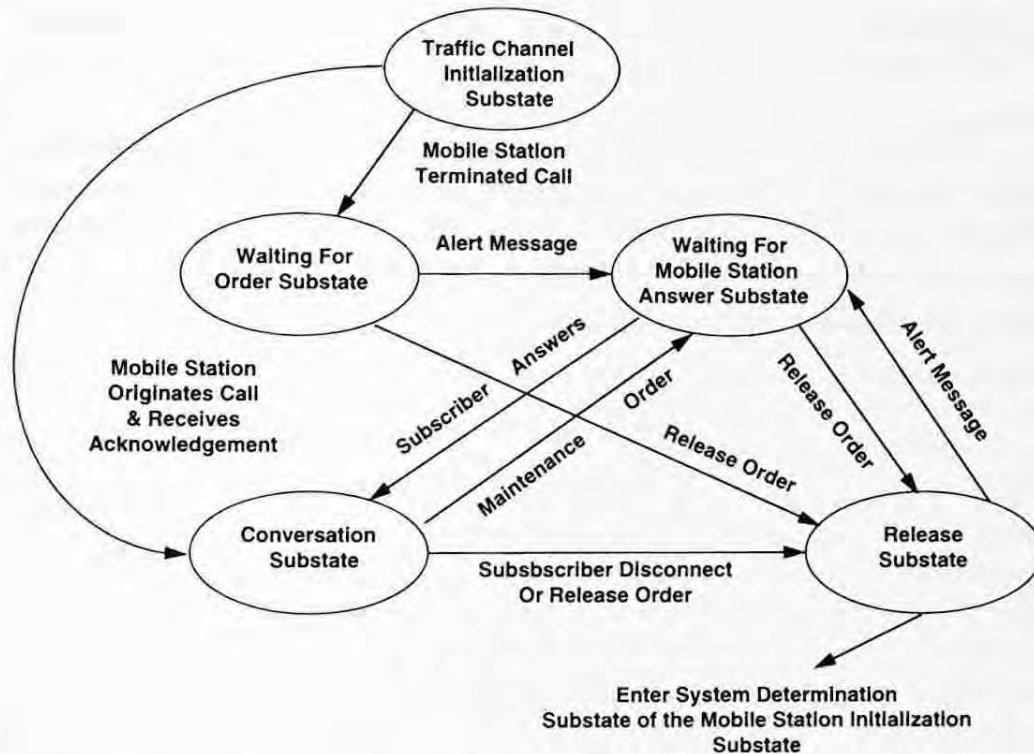 Traffic Channel
Initialization
Substate
Mobile Station
Terminated Call
Waiting For
Order Substate
Alert Message
Waiting For
Mobile Station
Answer Substate
Mobile Station
Originates Call
& Receives
Acknowledgement
Subscriber Answers
Maintenance Order
Release Order
Release Order
Alert Message
Conversation
Substate
Subsbscriber Disconnect
Or Release Order
Release
Substate
Enter System Determination
Substate of the Mobile Station Initialization
Substate